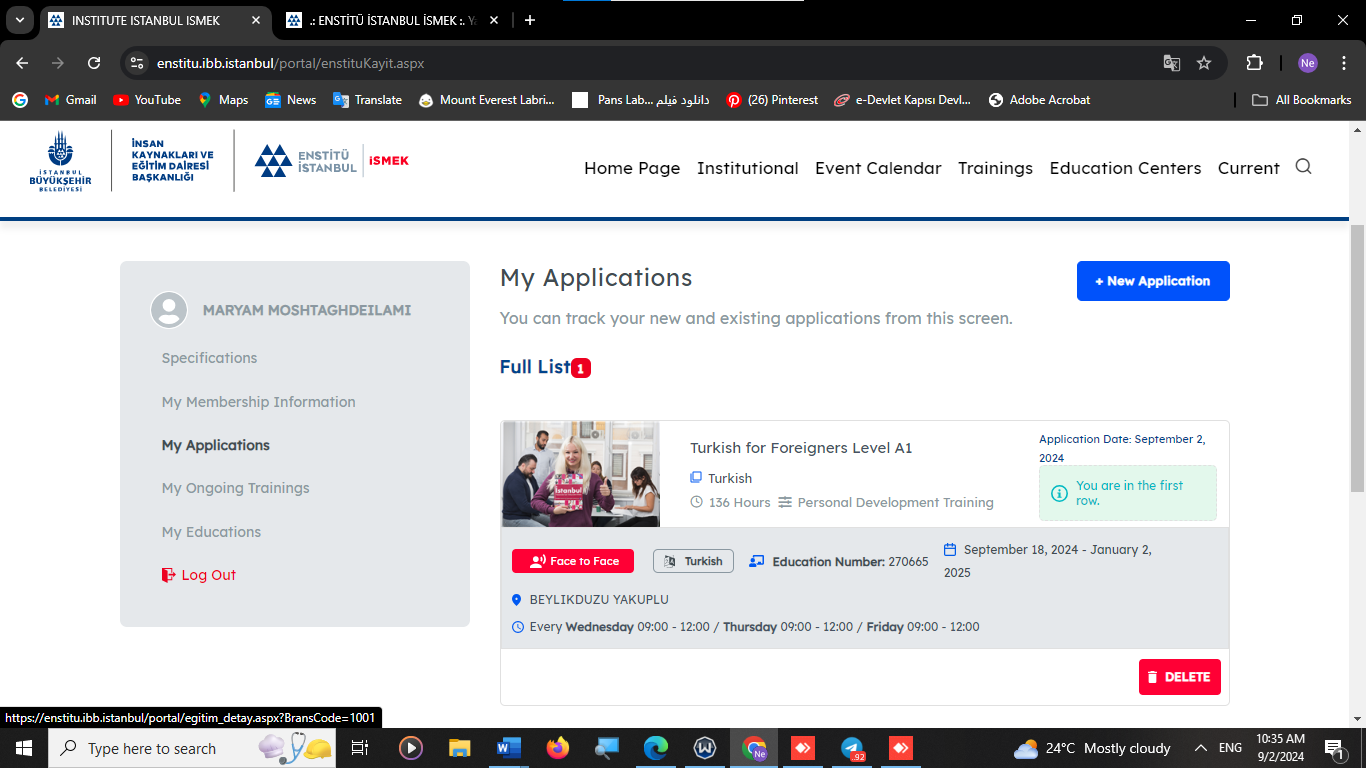 INSTITUTE ISTANBUL ISMEK
.: ENSTİTÜ İSTANBUL İSMEK :. Ya
enstitu.ibb.istanbul/portal/enstituKayit.aspx
Ne
Gmail
YouTube
Maps
News
Translate
Mount Everest Labri...
Pans Lab... دانلود فیلم
(26) Pinterest
e-Devlet Kapısı Devl...
Adobe Acrobat
All Bookmarks
İSTANBUL
BÜYÜKŞEHİR
BELEDİYESİ
İNSAN
KAYNAKLARI VE
EĞİTİM DAİRESİ
BAŞKANLIĞI
ENSTİTÜ
İSTANBUL
iSMEK
Home Page
Institutional
Event Calendar
Trainings
Education Centers
Current
MARYAM MOSHTAGHDEILAMI
Specifications
My Membership Information
My Applications
My Ongoing Trainings
My Educations
Log Out
My Applications
+ New Application
You can track your new and existing applications from this screen.
Full List 1
istanbul
Turkish for Foreigners Level A1
Turkish
136 Hours
Personal Development Training
Application Date: September 2,
2024
You are in the first
row.
Face to Face
Turkish
Education Number: 270665
September 18, 2024 - January 2,
2025
BEYLIKDUZU YAKUPLU
Every Wednesday 09:00 - 12:00 / Thursday 09:00 - 12:00 / Friday 09:00 - 12:00
DELETE
https://enstitu.ibb.istanbul/portal/egitim_detay.aspx?BransCode=1001
Type here to search
Ne
92
24°C Mostly cloudy
ENG
10:35 AM
9/2/2024
1